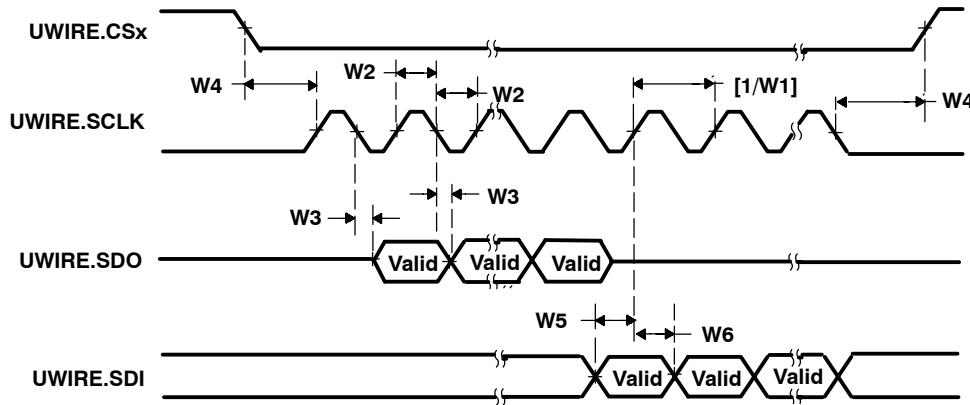 UWIRE.CSx
W4
W2
W2
[1/W1]
W4
UWIRE.SCLK
W3
W3
UWIRE.SDO
Valid
Valid
Valid
W5
W6
UWIRE.SDI
Valid
Valid
Valid